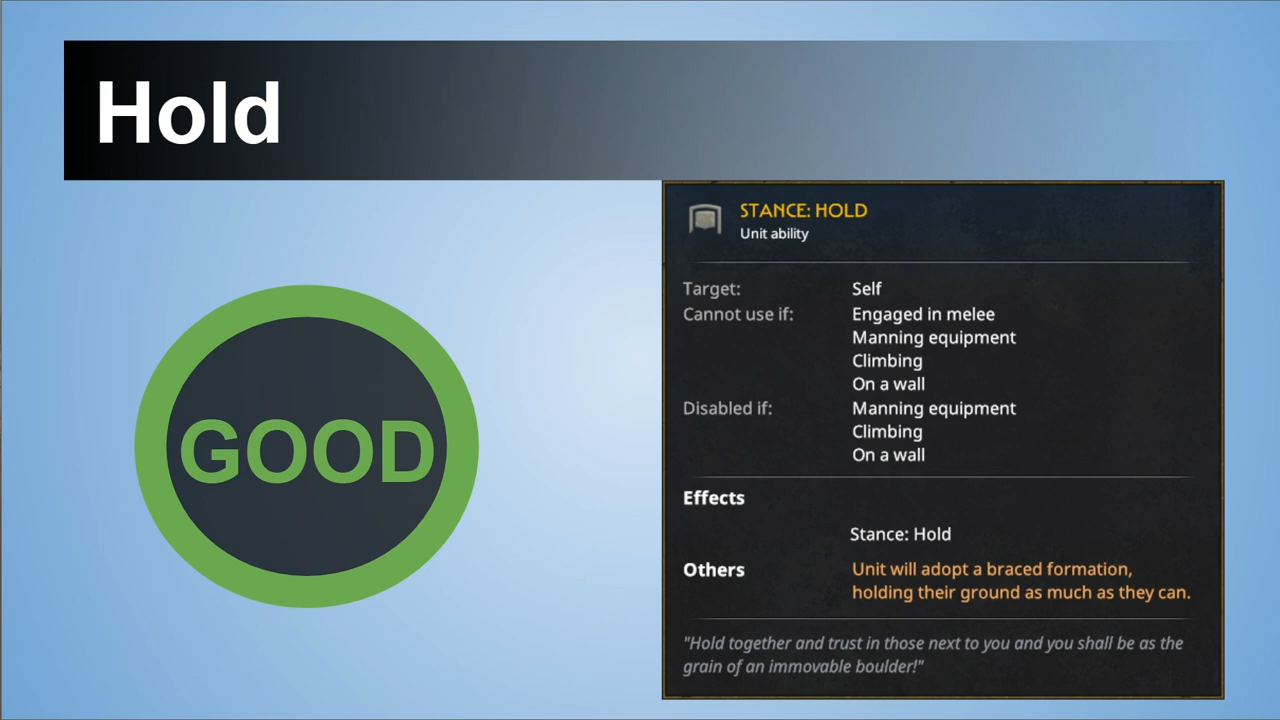 Hold
GOOD
STANCE: HOLD
Unit ability
Target: Self
Cannot use if: Engaged in melee
Manning equipment
Climbing
On a wall
Disabled if: Manning equipment
Climbing
On a wall
Effects
Stance: Hold
Others Unit will adopt a braced formation,
holding their ground as much as they can.
"Hold together and trust in those next to you and you shall be as the
grain of an immovable boulder!"